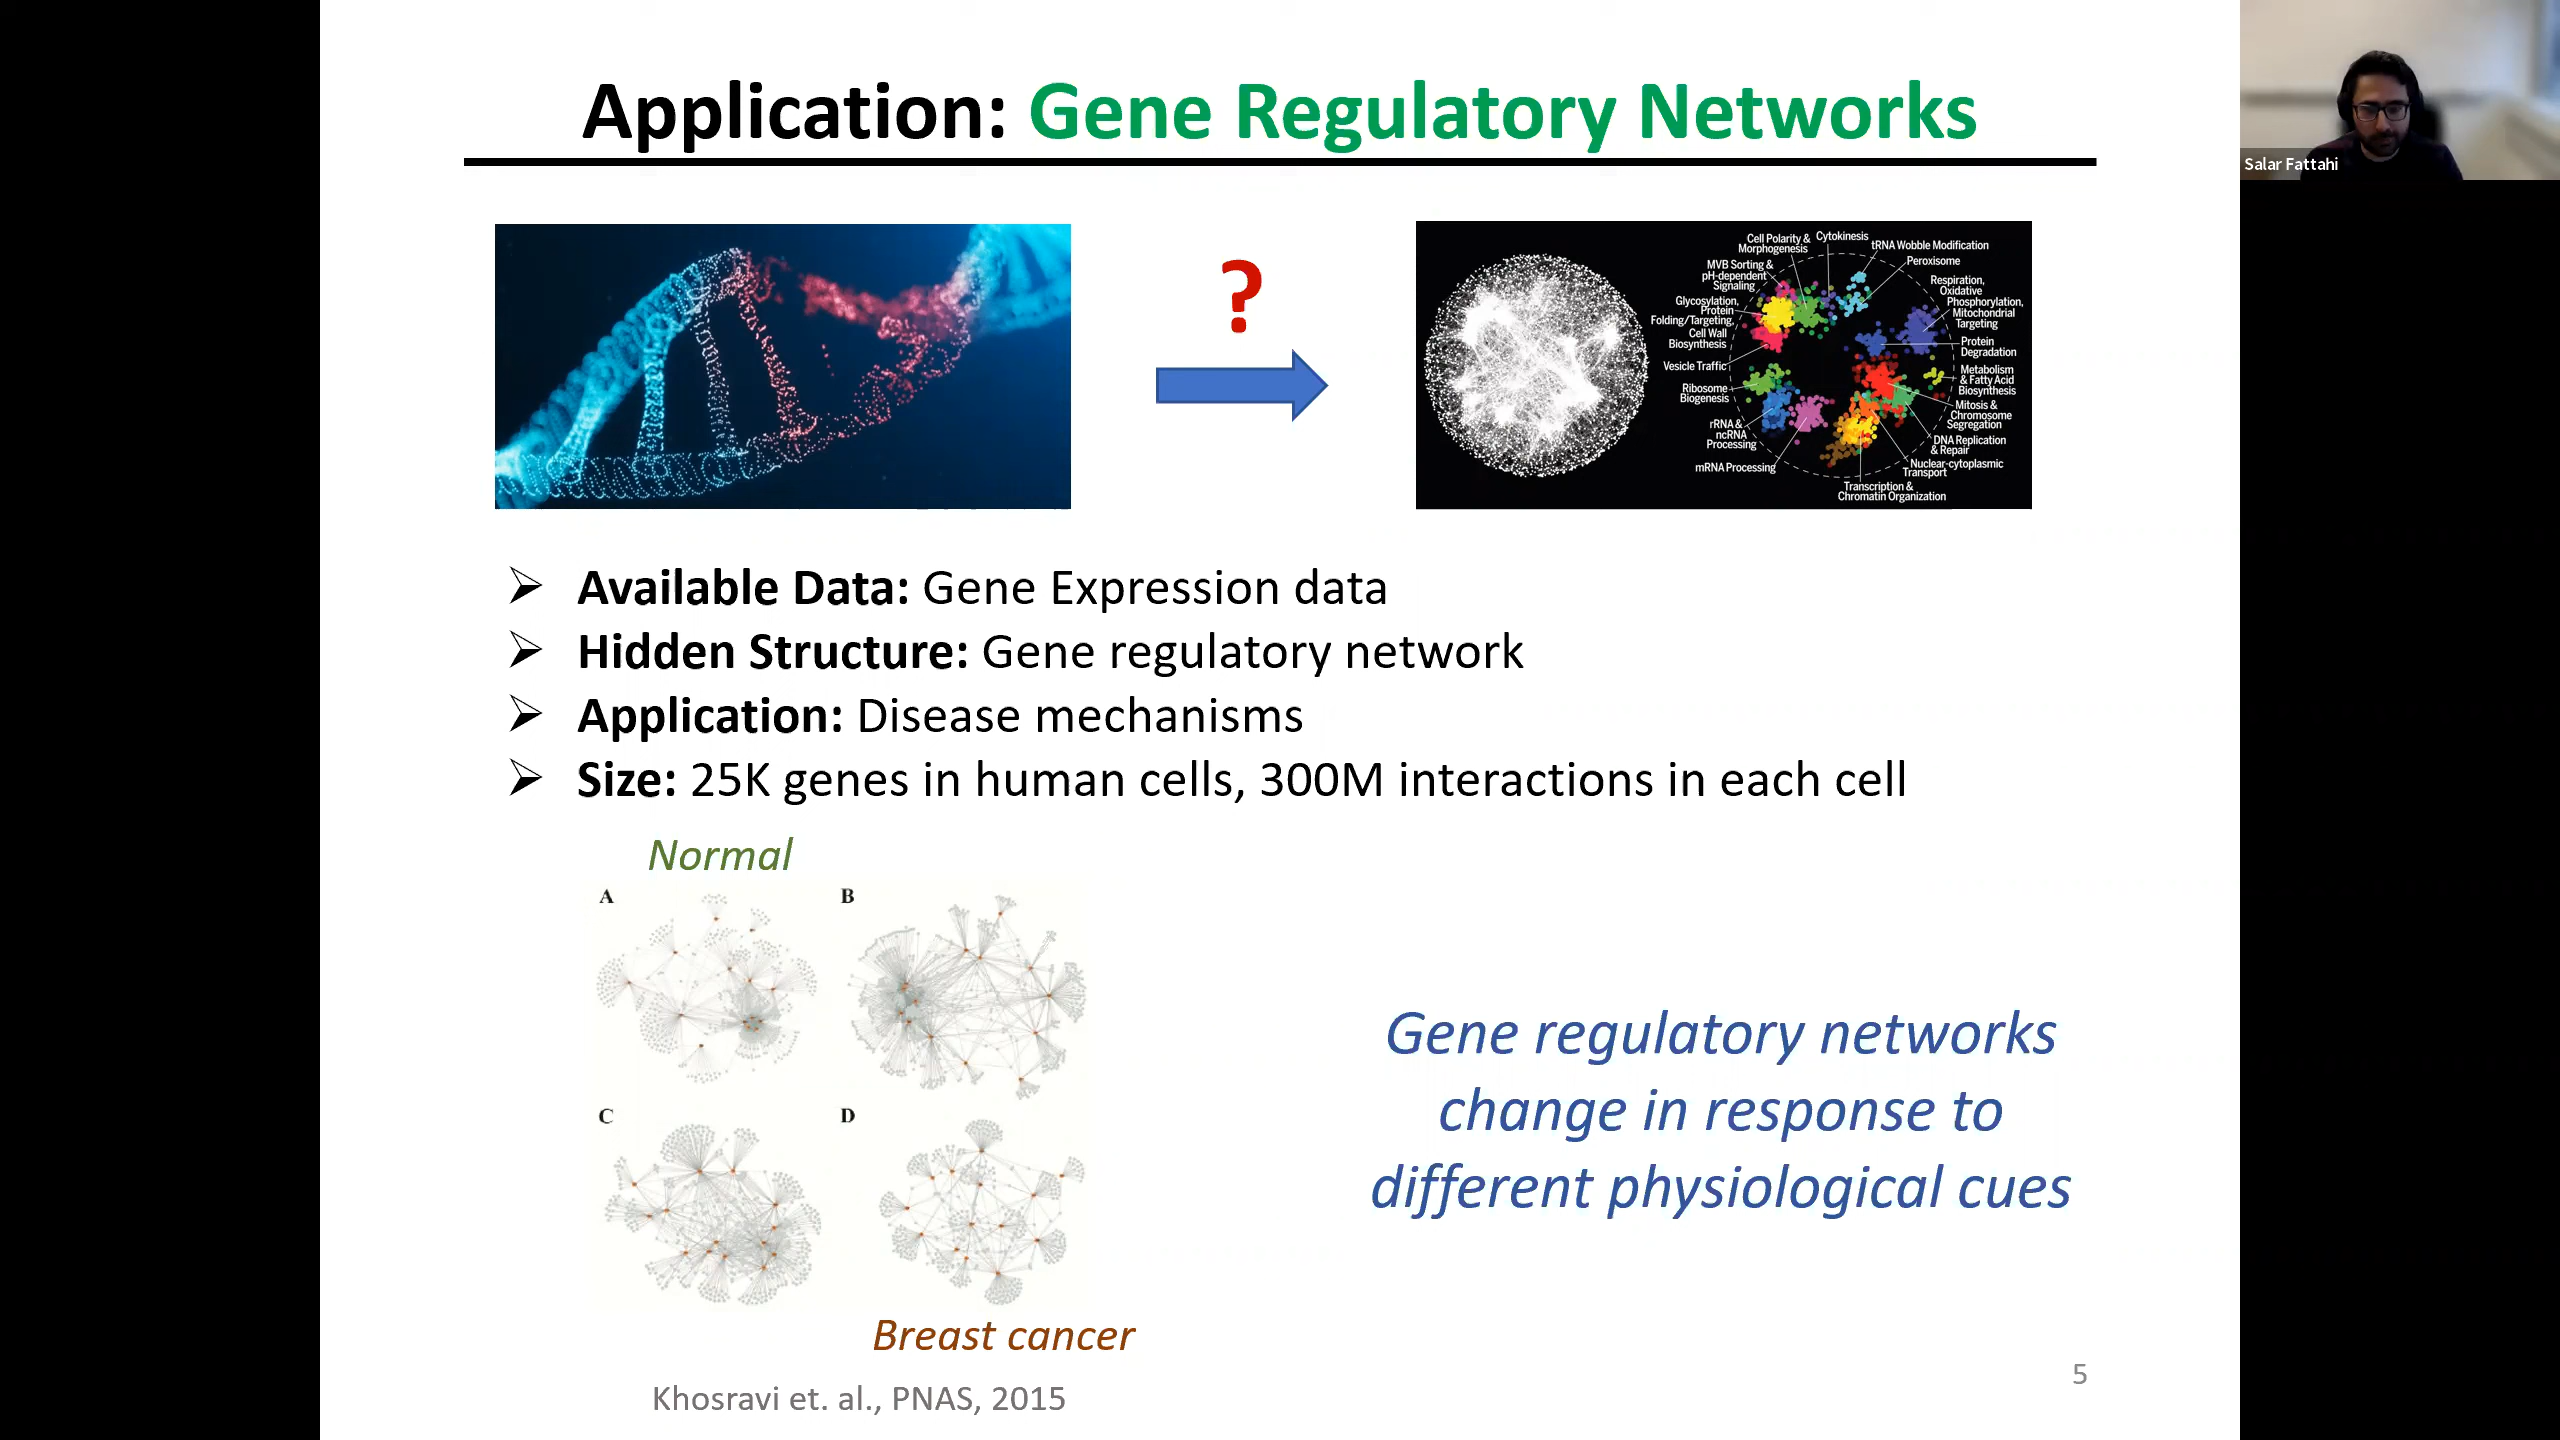 Application: Gene Regulatory Networks
Salar Fattahi
?
Cell Polarity &
Morphogenesis
Cytokinesis
tRNA Wobble Modification
Peroxisome
MVB Sorting &
pH-dependent
Signaling
Respiration,
Oxidative
Phosphorylation,
Mitochondrial
Targeting
Glycosylation,
Protein
Folding/Targeting,
Cell Wall
Biosynthesis
Protein
Degradation
Vesicle Traffic
Metabolism
& Fatty Acid
Biosynthesis
Ribosome
Biogenesis
Mitosis &
Chromosome
Segregation
rRNA &
ncRNA
Processing
DNA Replication
& Repair
mRNA Processing
Nuclear-cytoplasmic
Transport
Transcription &
Chromatin Organization
➢ Available Data: Gene Expression data
➢ Hidden Structure: Gene regulatory network
➢ Application: Disease mechanisms
➢ Size: 25K genes in human cells, 300M interactions in each cell
Normal
A
B
C
D
Breast cancer
Khosravi et. al., PNAS, 2015
Gene regulatory networks
change in response to
different physiological cues
5